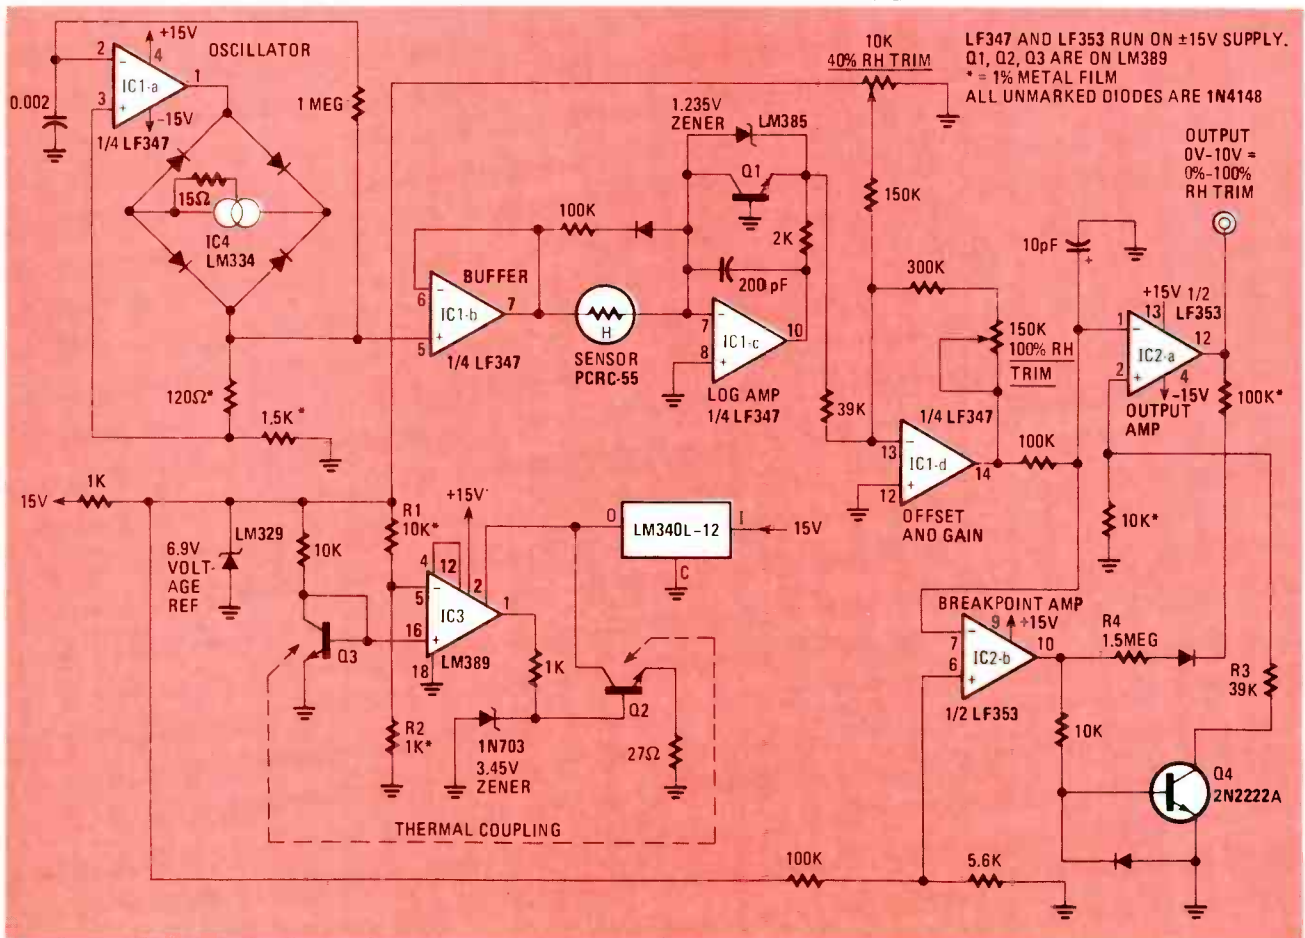 +15V
OSCILLATOR
2
4
IC1-a
1
3
-15V
0.002
1/4 LF347
1 MEG
15Ω
IC4
LM334
120Ω*
1.5K*
BUFFER
6
IC1-b
7
5
1/4 LF347
100K
H
SENSOR
PCRC-55
1.235V
ZENER
LM385
Q1
2K
200 pF
7
IC1-c
10
8
LOG AMP
1/4 LF347
10K
40% RH TRIM
LF347 AND LF353 RUN ON ±15V SUPPLY.
Q1, Q2, Q3 ARE ON LM389
* = 1% METAL FILM
ALL UNMARKED DIODES ARE 1N4148
150K
300K
150K
100% RH
TRIM
39K
1/4 LF347
13
IC1-d
14
12
OFFSET
AND GAIN
100K
OUTPUT
0V-10V =
0%-100%
RH TRIM
10pF
+
+15V
1/2
LF353
13
1
IC2-a
12
2
4
-15V
OUTPUT
AMP
100K*
10K*
15V
1K
LM329
6.9V
VOLT-
AGE
REF
10K
Q3
R1
10K*
+15V
4
12
2
5
IC3
1
16
LM389
18
R2
1K*
1K
1N703
3.45V
ZENER
O
LM340L-12
I
15V
C
Q2
27Ω
THERMAL COUPLING
BREAKPOINT AMP
9
+15V
7
IC2-b
10
6
1/2 LF353
R4
1.5MEG
R3
39K
10K
Q4
2N2222A
100K
5.6K